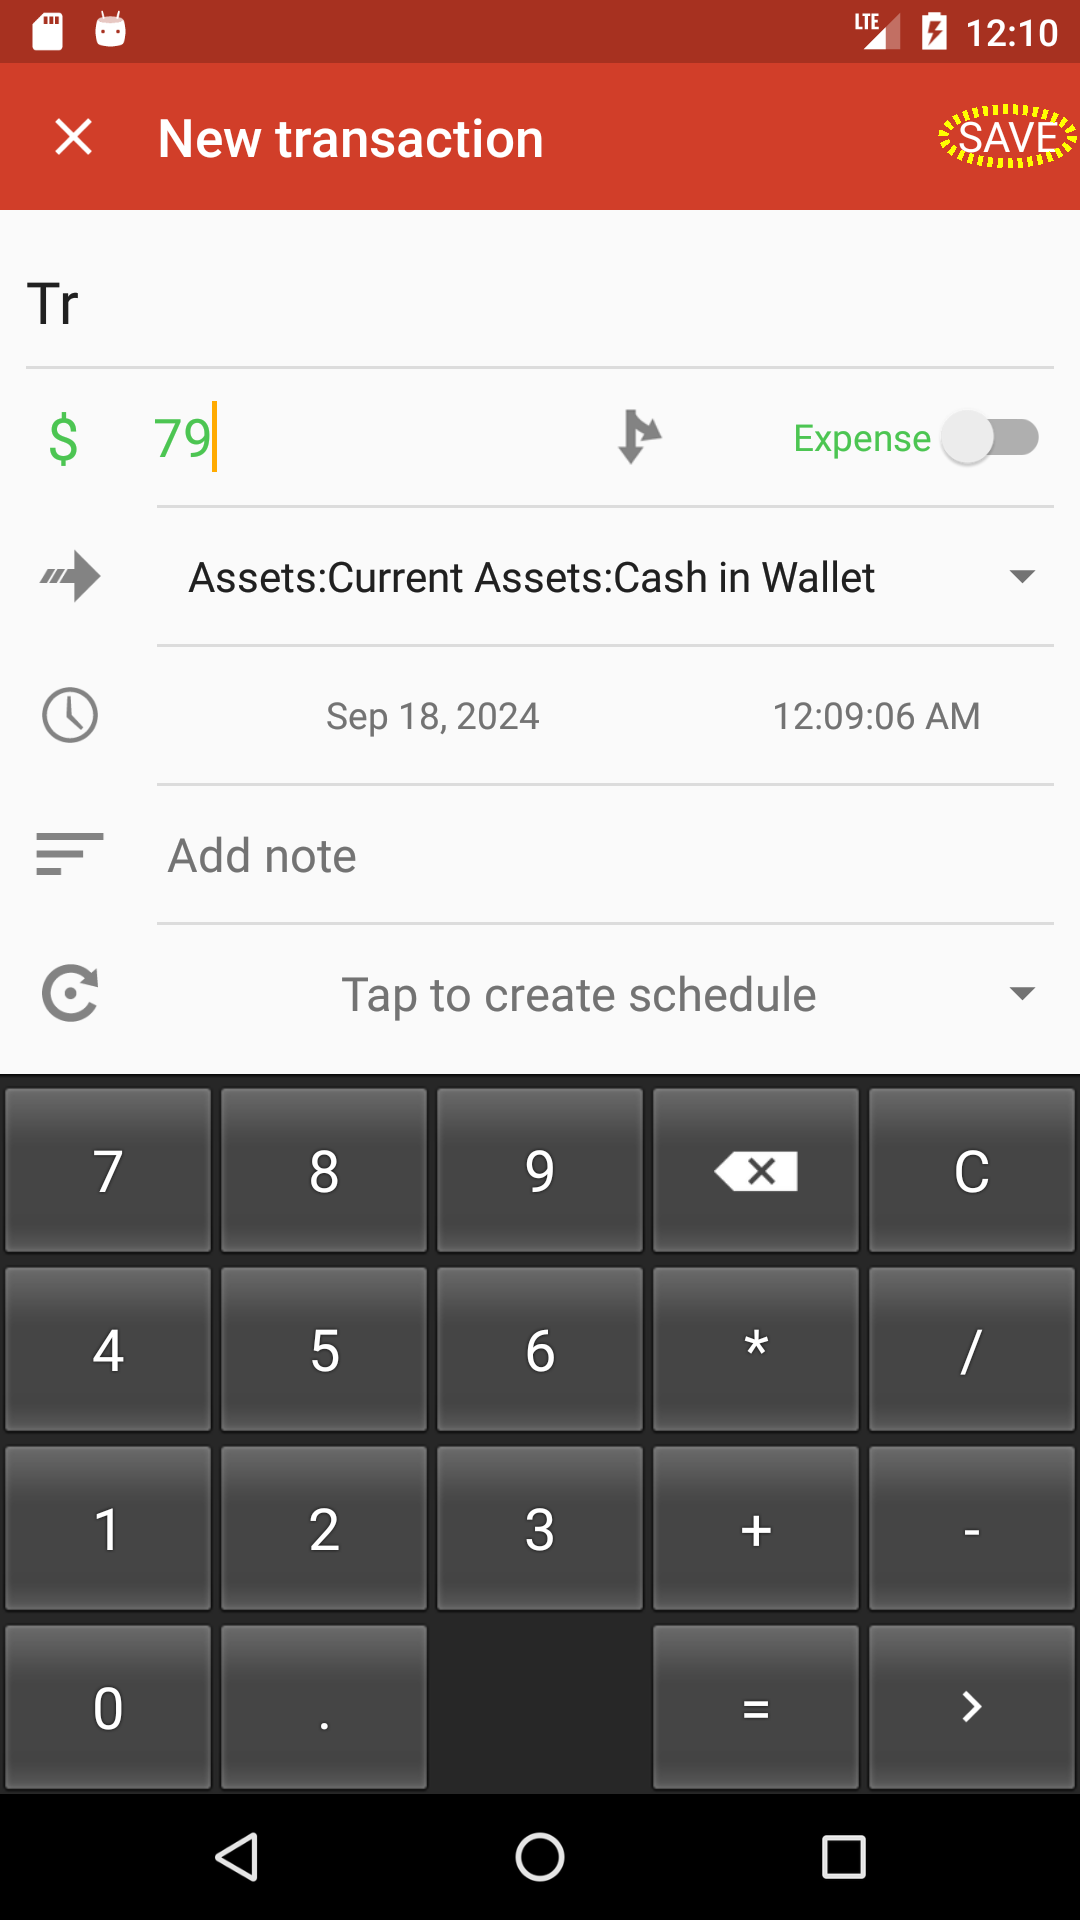 LTE 12:10
New transaction SAVE
Tr
$ 79 Expense
Assets:Current Assets:Cash in Wallet
Sep 18, 2024 12:09:06 AM
Add note
Tap to create schedule
7 8 9 C
4 5 6 * /
1 2 3 + -
0 . = >